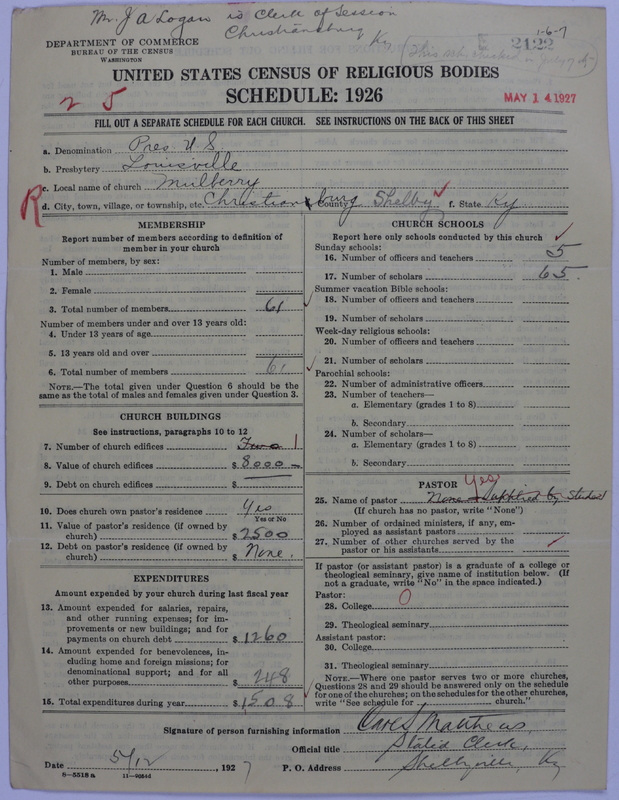 Mr. J A Logan is Clerk of Session
Christiansburg Ky
1-6-7
2122
DEPARTMENT OF COMMERCE
BUREAU OF THE CENSUS
WASHINGTON
UNITED STATES CENSUS OF RELIGIOUS BODIES
SCHEDULE: 1926
2 5
MAY 14 1927
FILL OUT A SEPARATE SCHEDULE FOR EACH CHURCH. SEE INSTRUCTIONS ON THE BACK OF THIS SHEET
a. Denomination Pres U S
b. Presbytery Louisville
c. Local name of church Mulberry
R
d. City, town, village, or township, etc. Christiansburg County Shelby f. State Ky
MEMBERSHIP
Report number of members according to definition of
member in your church
Number of members, by sex:
1. Male
2. Female
3. Total number of members 61
Number of members under and over 13 years old:
4. Under 13 years of age
5. 13 years old and over
6. Total number of members 61
NOTE.—The total given under Question 6 should be the
same as the total of males and females given under Question 3.
CHURCH BUILDINGS
See instructions, paragraphs 10 to 12
7. Number of church edifices Two 1
8. Value of church edifices $ 8000
9. Debt on church edifices $
10. Does church own pastor's residence Yes
Yes or No
11. Value of pastor's residence (if owned by
church) $ 2500
12. Debt on pastor's residence (if owned by
church) $ None.
EXPENDITURES
Amount expended by your church during last fiscal year
13. Amount expended for salaries, repairs,
and other running expenses; for im-
provements or new buildings; and for
payments on church debt $ 1260
14. Amount expended for benevolences, in-
cluding home and foreign missions; for
denominational support; and for all
other purposes $ 248
15. Total expenditures during year $ 1508
CHURCH SCHOOLS
Report here only schools conducted by this church
Sunday schools:
16. Number of officers and teachers 5
17. Number of scholars 65.
Summer vacation Bible schools:
18. Number of officers and teachers
19. Number of scholars
Week-day religious schools:
20. Number of officers and teachers
21. Number of scholars
Parochial schools:
22. Number of administrative officers
23. Number of teachers—
a. Elementary (grades 1 to 8)
b. Secondary
24. Number of scholars—
a. Elementary (grades 1 to 8)
b. Secondary
PASTOR
Yes
25. Name of pastor None Supplied by Student
(If church has no pastor, write "None")
26. Number of ordained ministers, if any, em-
ployed as assistant pastors
27. Number of other churches served by the
pastor or his assistants
If pastor (or assistant pastor) is a graduate of a college or
theological seminary, give name of institution below. (If
not a graduate, write "No" in the space indicated.)
Pastor:
28. College 0
29. Theological seminary
Assistant pastor:
30. College
31. Theological seminary
NOTE.—Where one pastor serves two or more churches,
Questions 28 and 29 should be answered only on the schedule
for one of the churches; on the schedules for the other churches,
write "See schedule for church."
Signature of person furnishing information Carl S Matthews,
Official title Stated Clerk,
Date 5/12, 1927 P. O. Address Shelbyville, Ky
8—5518 a 11—9054d